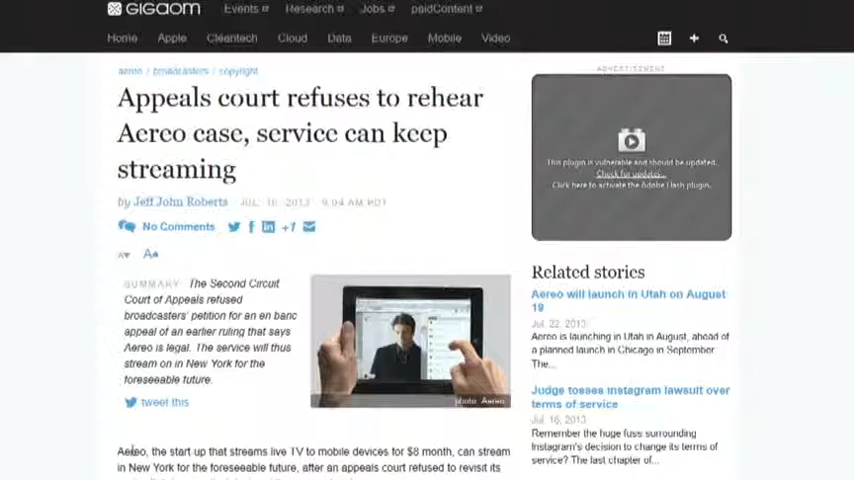 GIGAOM
Events Research Jobs paidContent
Home Apple Cleantech Cloud Data Europe Mobile Video
aereo / broadcasters / copyright
ADVERTISEMENT
Appeals court refuses to rehear
Aereo case, service can keep
streaming
by Jeff John Roberts JUL. 16, 2013 - 9:04 AM PDT
No Comments +1
A A
SUMMARY: The Second Circuit
Court of Appeals refused
broadcasters' petition for an en banc
appeal of an earlier ruling that says
Aereo is legal. The service will thus
stream on in New York for the
foreseeable future.
tweet this
photo: Aereo
Aereo, the start up that streams live TV to mobile devices for $8 month, can stream
in New York for the foreseeable future, after an appeals court refused to revisit its
This plugin is vulnerable and should be updated.
Check for updates...
Click here to activate the Adobe Flash plugin.
Related stories
Aereo will launch in Utah on August
19
Jul. 22, 2013
Aereo is launching in Utah in August, ahead of
a planned launch in Chicago in September.
The...
Judge tosses Instagram lawsuit over
terms of service
Jul. 16, 2013
Remember the huge fuss surrounding
Instagram's decision to change its terms of
service? The last chapter of...